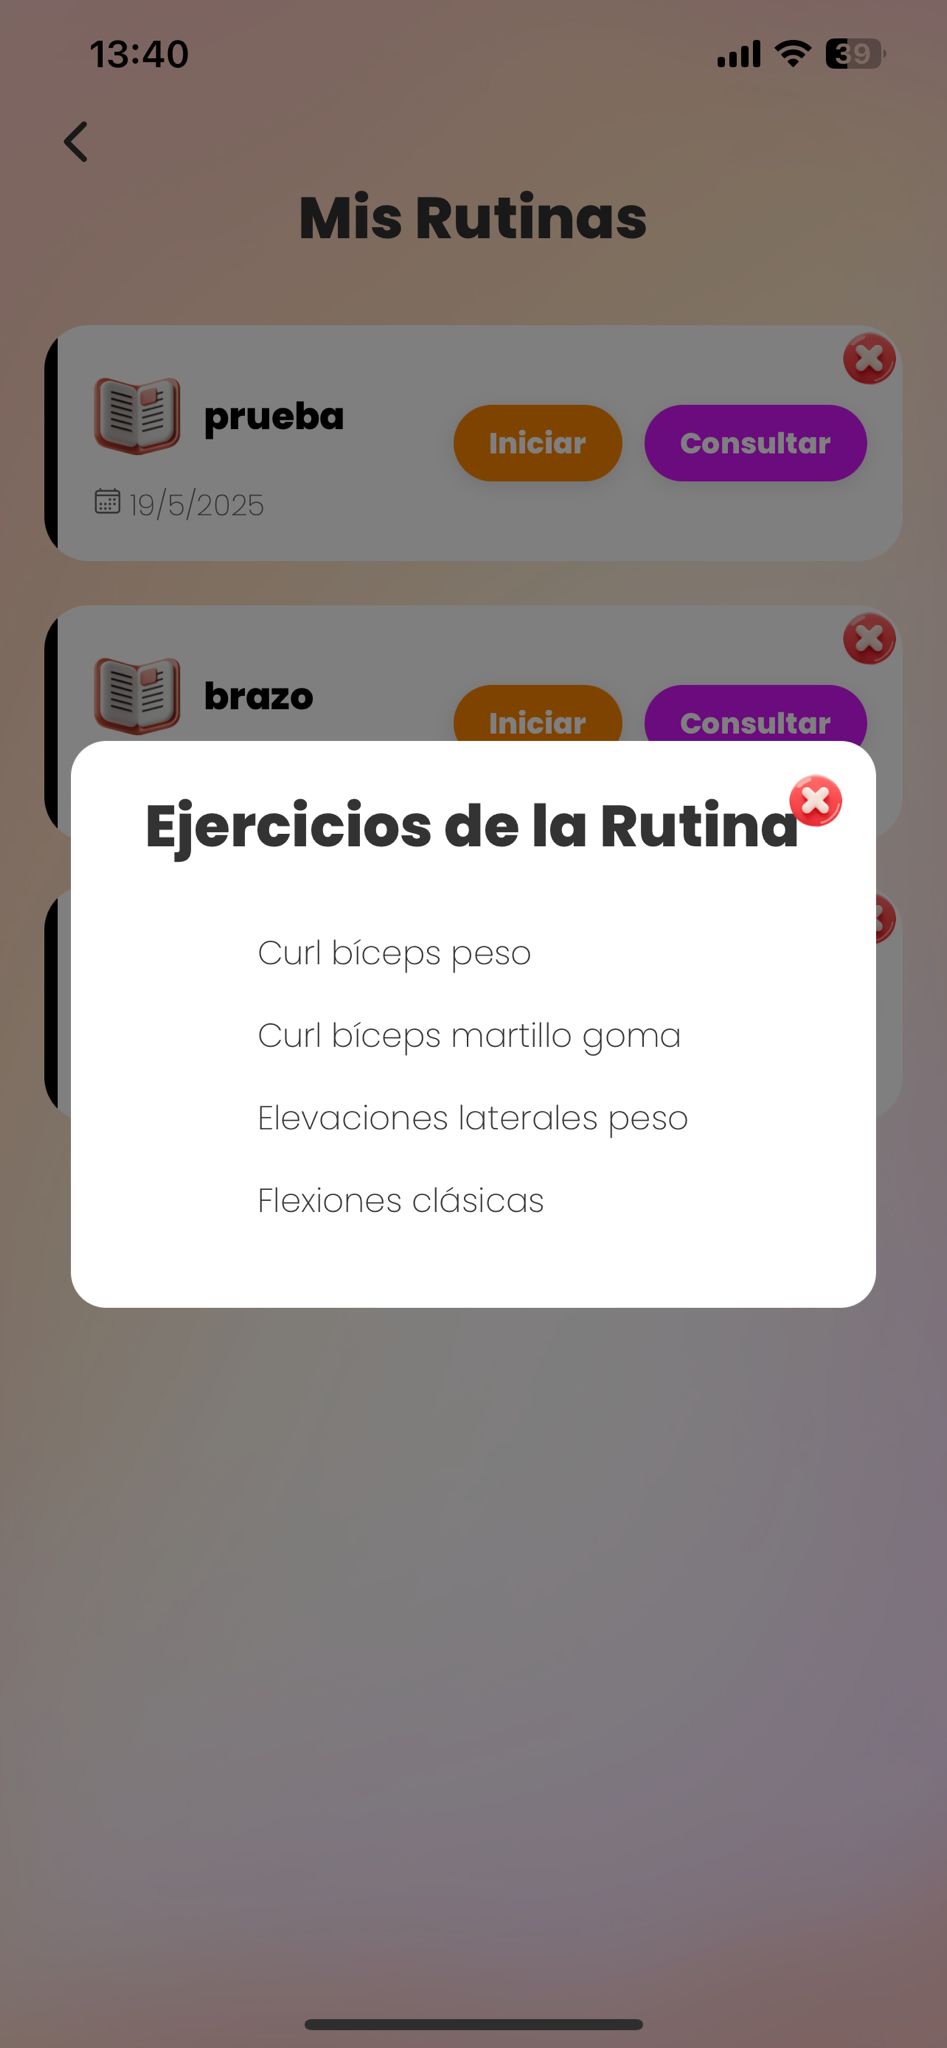 13:40
39
Mis Rutinas
prueba
Iniciar
Consultar
19/5/2025
brazo
Iniciar
Consultar
Ejercicios de la Rutina
Curl bíceps peso
Curl bíceps martillo goma
Elevaciones laterales peso
Flexiones clásicas